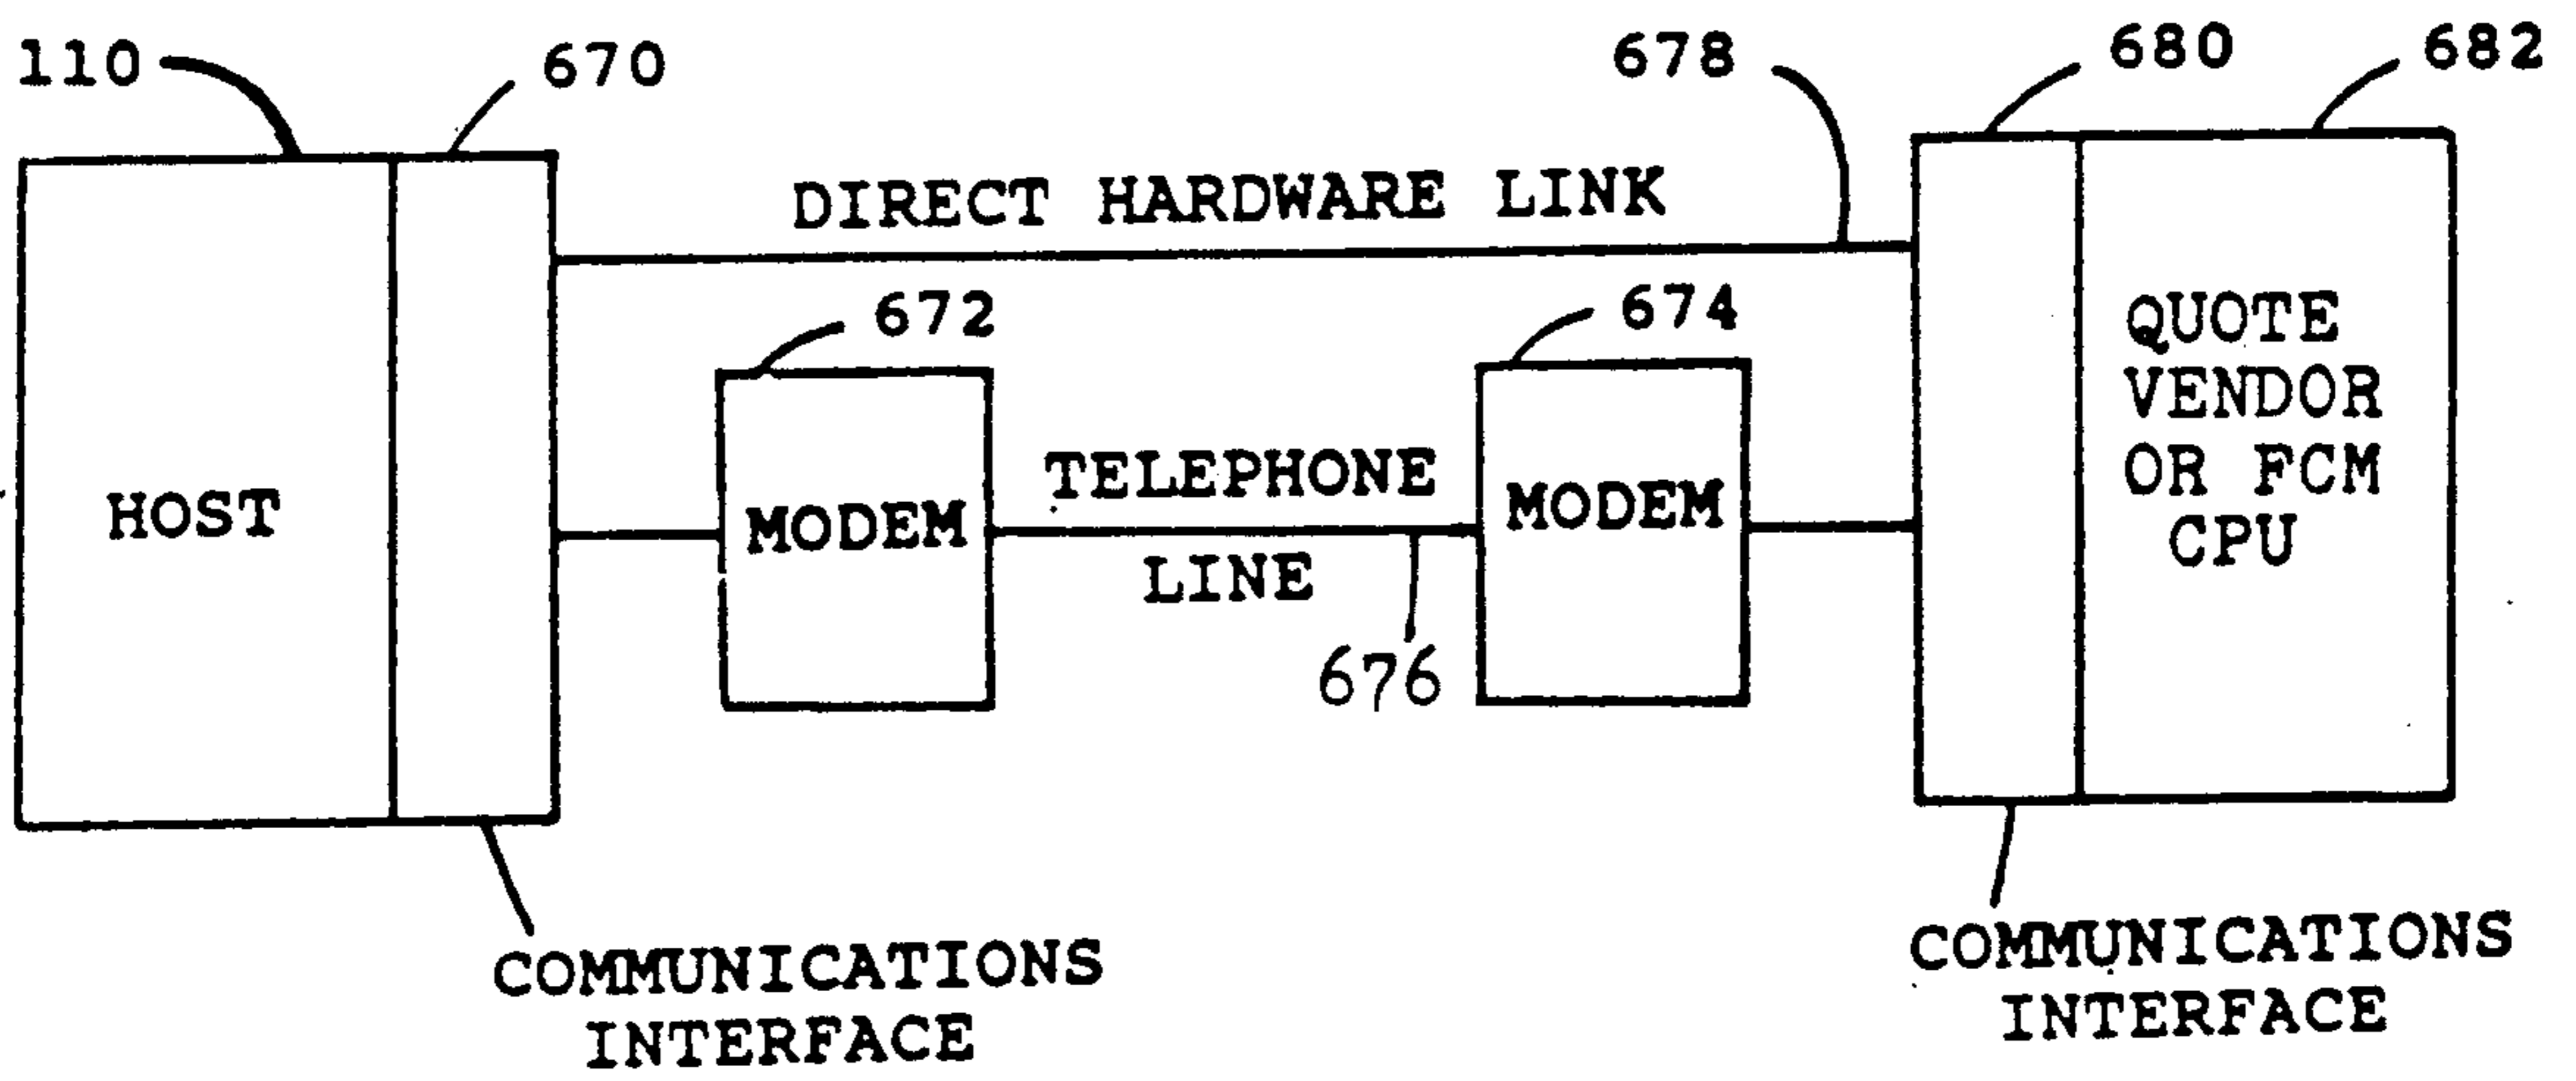 110
670
678
680
682
DIRECT HARDWARE LINK
672
674
QUOTE
VENDOR
OR FCM
CPU
HOST
MODEM
TELEPHONE
LINE
MODEM
676
COMMUNICATIONS
INTERFACE
COMMUNICATIONS
INTERFACE